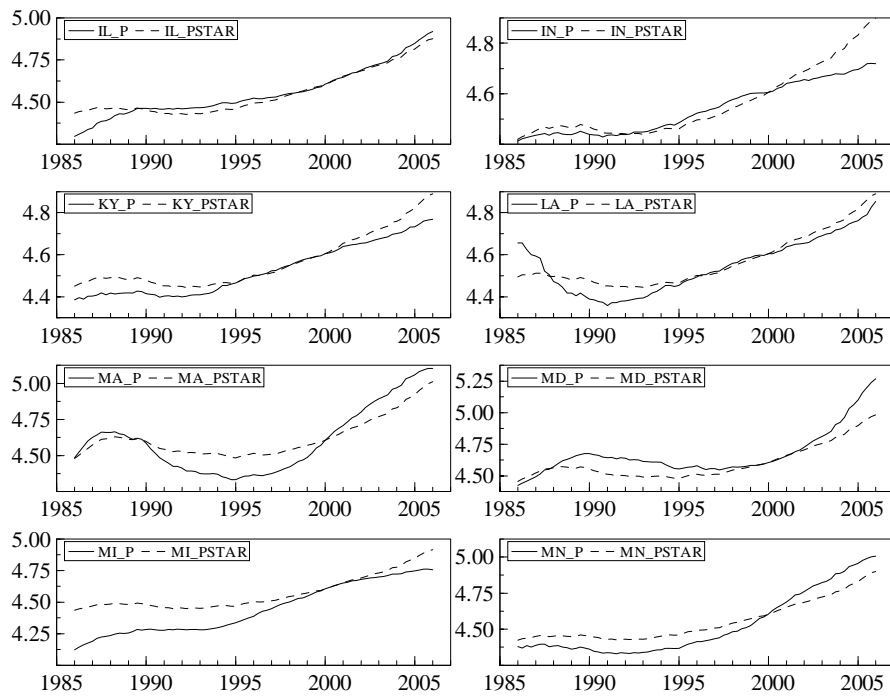 IL_P IL_PSTAR
5.00
4.75
4.50
1985 1990 1995 2000 2005
IN_P IN_PSTAR
4.8
4.6
1985 1990 1995 2000 2005
KY_P KY_PSTAR
4.8
4.6
4.4
1985 1990 1995 2000 2005
LA_P LA_PSTAR
4.8
4.6
4.4
1985 1990 1995 2000 2005
MA_P MA_PSTAR
5.00
4.75
4.50
1985 1990 1995 2000 2005
MD_P MD_PSTAR
5.25
5.00
4.75
4.50
1985 1990 1995 2000 2005
MI_P MI_PSTAR
5.00
4.75
4.50
4.25
1985 1990 1995 2000 2005
MN_P MN_PSTAR
5.00
4.75
4.50
1985 1990 1995 2000 2005